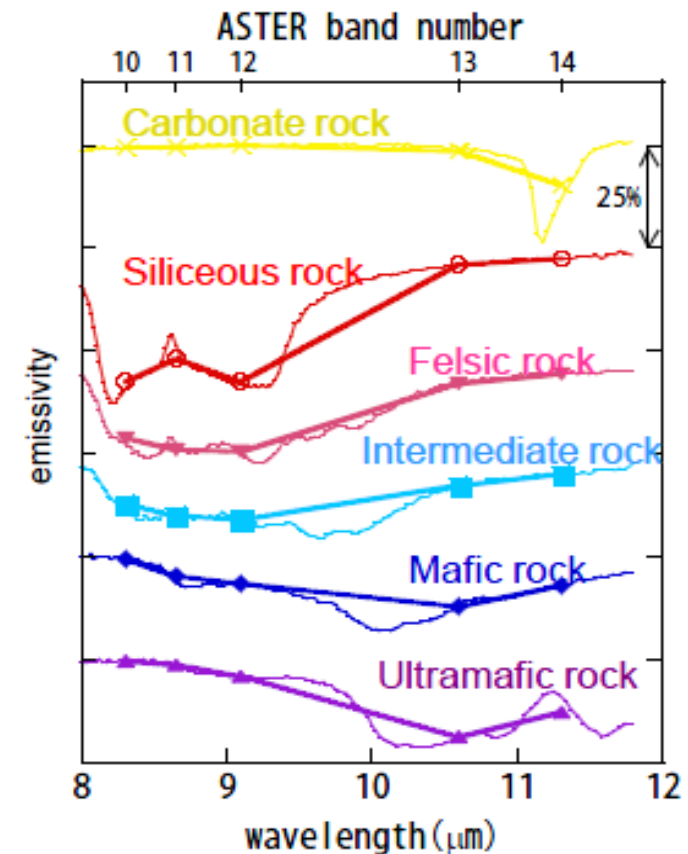 ASTER band number
10 11 12 13 14
Carbonate rock
25%
Siliceous rock
Felsic rock
emissivity
Intermediate rock
Mafic rock
Ultramafic rock
8 9 10 11 12
wavelength(μm)